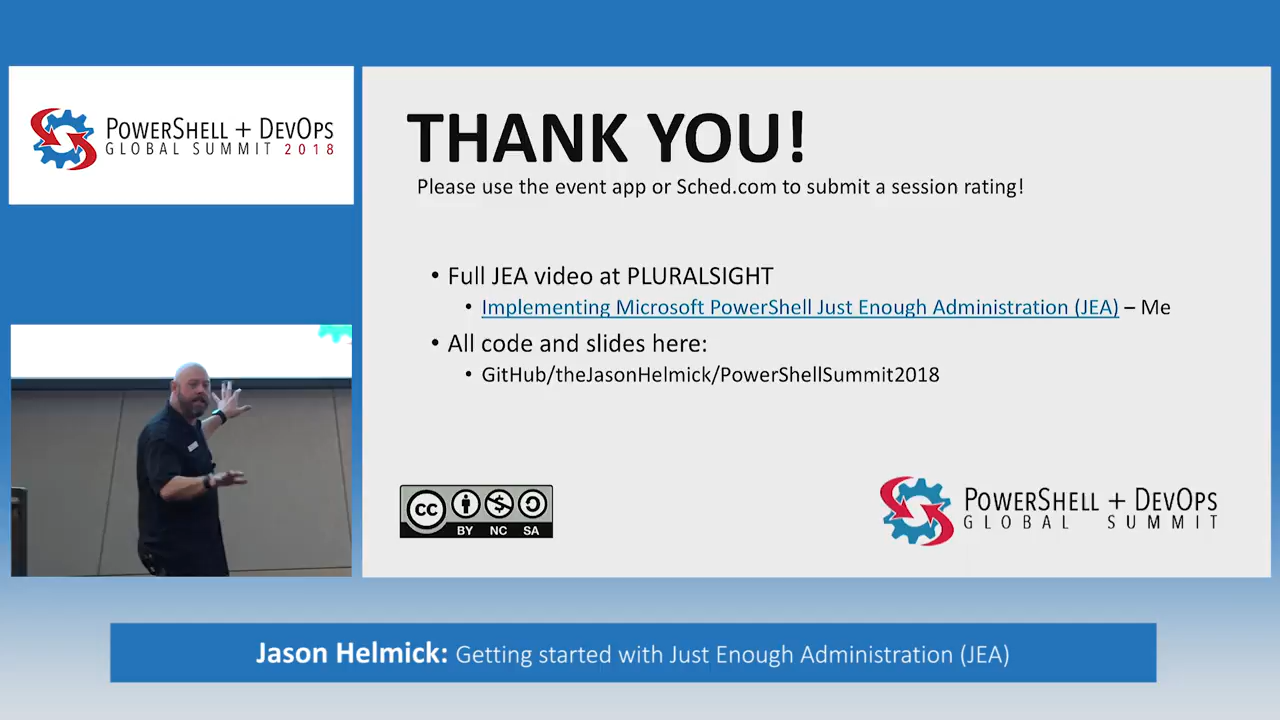 POWERSHELL + DEVOPS
GLOBAL SUMMIT 2018
THANK YOU!
Please use the event app or Sched.com to submit a session rating!
• Full JEA video at PLURALSIGHT
• Implementing Microsoft PowerShell Just Enough Administration (JEA) – Me
• All code and slides here:
• GitHub/theJasonHelmick/PowerShellSummit2018
cc
BY NC SA
POWERSHELL + DEVOPS
GLOBAL SUMMIT
Jason Helmick: Getting started with Just Enough Administration (JEA)